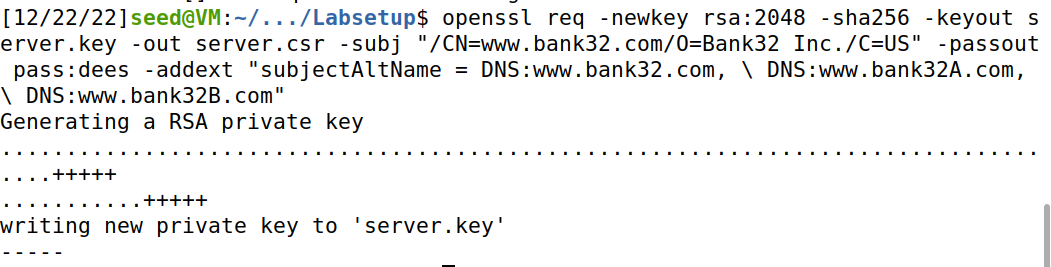 [12/22/22]seed@VM:~/.../Labsetup$ openssl req -newkey rsa:2048 -sha256 -keyout s
erver.key -out server.csr -subj "/CN=www.bank32.com/O=Bank32 Inc./C=US" -passout
 pass:dees -addext "subjectAltName = DNS:www.bank32.com, \ DNS:www.bank32A.com, 
\ DNS:www.bank32B.com"
Generating a RSA private key
................................................................................
....+++++
...........+++++
writing new private key to 'server.key'
-----